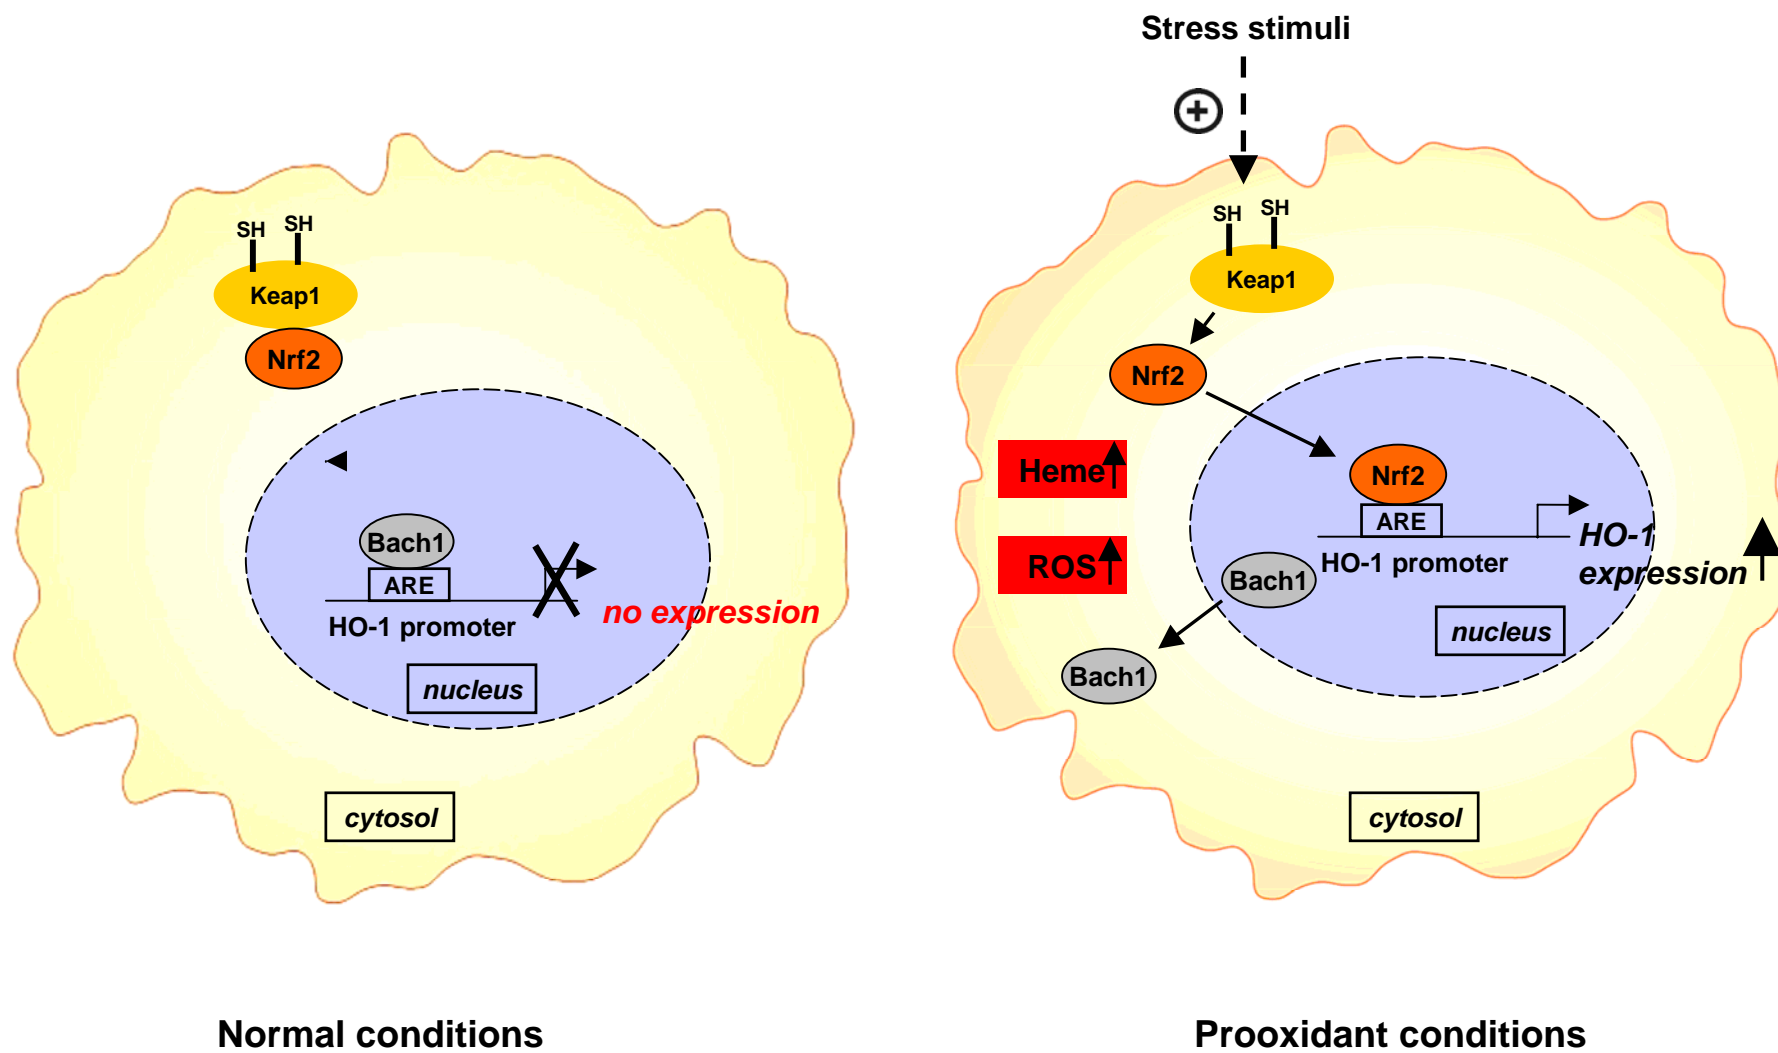 SH
SH
Keap1
Nrf2
Bach1
ARE
HO-1 promoter
no expression
nucleus
cytosol
Normal conditions
Stress stimuli
+
SH
SH
Keap1
Nrf2
Heme
ROS
Nrf2
ARE
HO-1 promoter
HO-1
expression
Bach1
Bach1
nucleus
cytosol
Prooxidant conditions